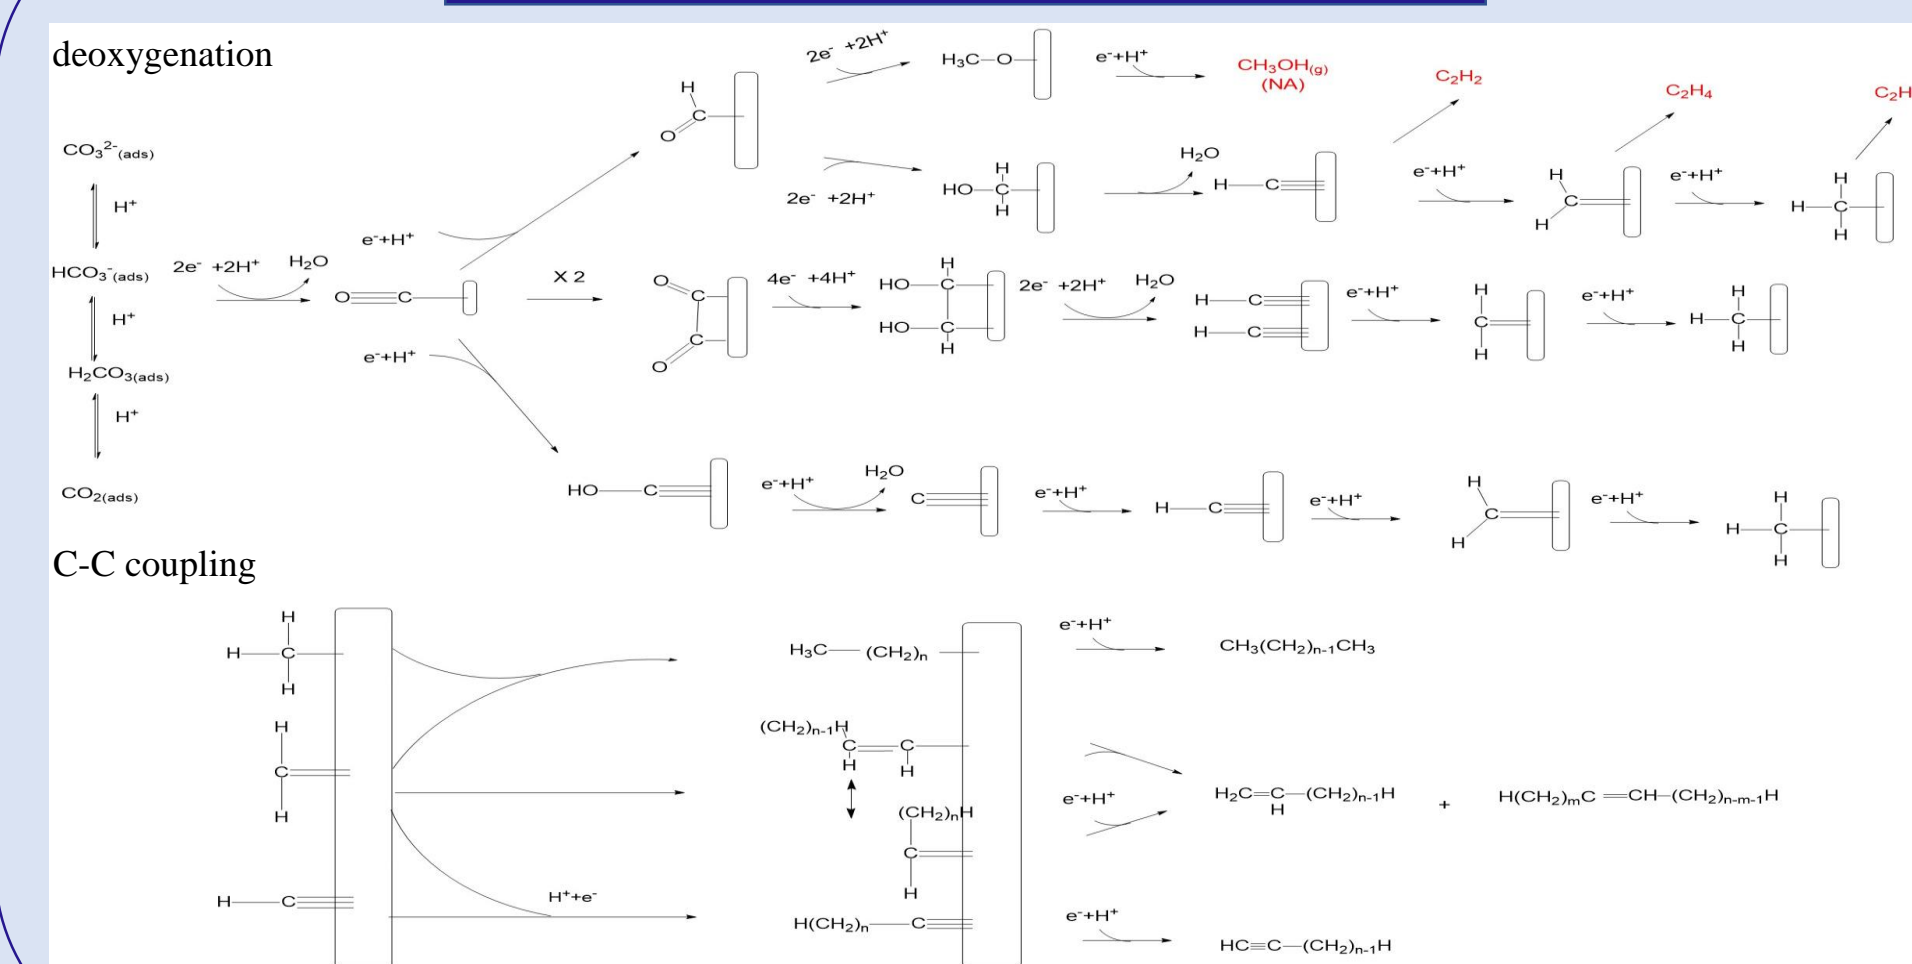 deoxygenation
2e⁻ +2H⁺
H₃C—O
e⁻+H⁺
CH₃OH(g)
(NA)
C₂H₂
C₂H₄
C₂H
H
C
O
CO₃²⁻(ads)
H⁺
2e⁻ +2H⁺
H
HO—C
H
H₂O
H—C
e⁻+H⁺
H
C
H
e⁻+H⁺
H
H—C
H
HCO₃⁻(ads)
2e⁻ +2H⁺
H₂O
e⁻+H⁺
O C
X 2
O
C
C
O
4e⁻ +4H⁺
H
HO—C
HO—C
H
2e⁻ +2H⁺
H₂O
H—C
H—C
e⁻+H⁺
H
C
H
e⁻+H⁺
H
H—C
H
H⁺
e⁻+H⁺
H₂CO₃(ads)
H⁺
CO₂(ads)
HO—C
e⁻+H⁺
H₂O
C
e⁻+H⁺
H—C
e⁻+H⁺
H
C
H
e⁻+H⁺
H
H—C
H
C-C coupling
H
H—C
H
H
C
H
H—C
H⁺+e⁻
H₃C—(CH₂)n
e⁻+H⁺
CH₃(CH₂)n-1CH₃
(CH₂)n-1H
C=C
H H
(CH₂)nH
C
H
e⁻+H⁺
H₂C=C—(CH₂)n-1H + H(CH₂)mC=CH-(CH₂)n-m-1H
H
H(CH₂)n—C
e⁻+H⁺
HC≡C—(CH₂)n-1H